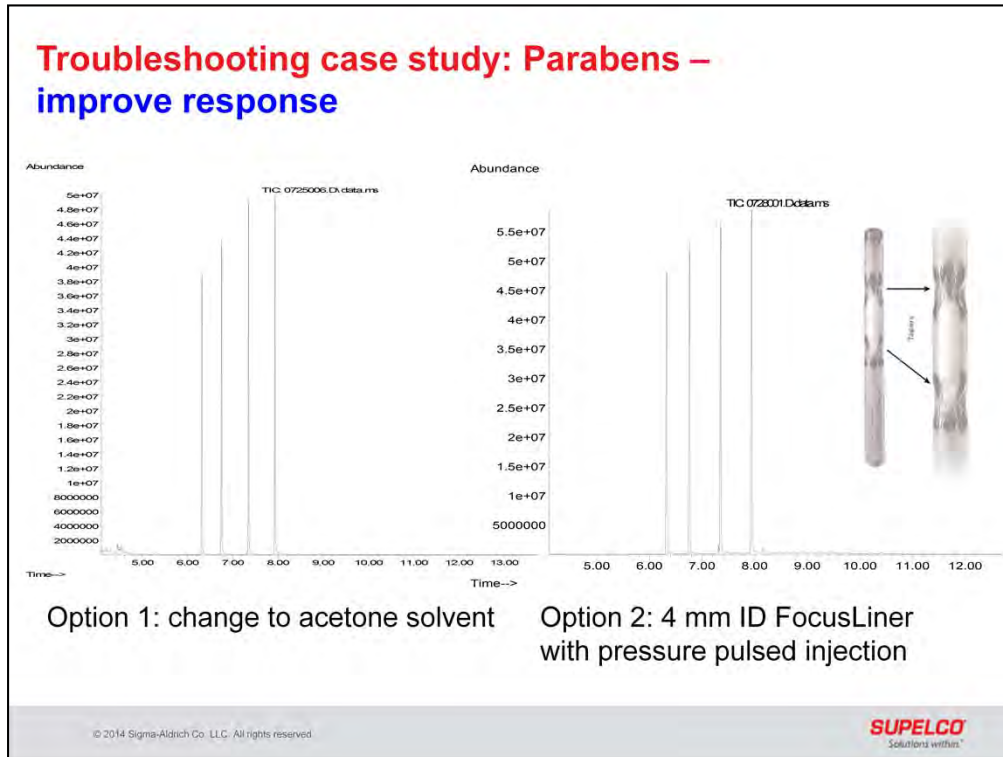 Troubleshooting case study: Parabens –
improve response
Abundance
TIC: 0725006.D\data.ms
5e+07
4.8e+07
4.6e+07
4.4e+07
4.2e+07
4e+07
3.8e+07
3.6e+07
3.4e+07
3.2e+07
3e+07
2.8e+07
2.6e+07
2.4e+07
2.2e+07
2e+07
1.8e+07
1.6e+07
1.4e+07
1.2e+07
1e+07
8000000
6000000
4000000
2000000
5.00 6.00 7.00 8.00 9.00 10.00 11.00 12.00 13.00
Time-->
Abundance
TIC: 0728001.D\data.ms
5.5e+07
5e+07
4.5e+07
4e+07
3.5e+07
3e+07
2.5e+07
2e+07
1.5e+07
1e+07
5000000
5.00 6.00 7.00 8.00 9.00 10.00 11.00 12.00
Time-->
Tapers
Option 1: change to acetone solvent
Option 2: 4 mm ID FocusLiner
with pressure pulsed injection
© 2014 Sigma-Aldrich Co. LLC. All rights reserved.
SUPELCO
Solutions within.™